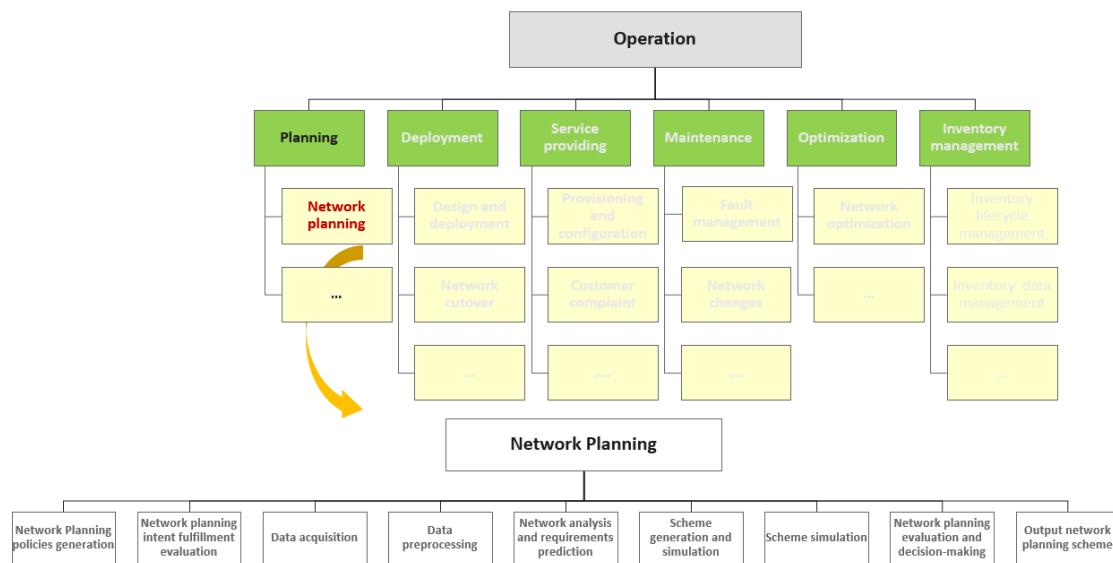 Operation
Planning
Deployment
Service
providing
Maintenance
Optimization
Inventory
management
Network
planning
Design and
deployment
Provisioning
and
configuration
Fault
management
Network
optimization
Inventory
lifecycle
management
...
Network
cutover
Customer
complaint
Network
changes
...
Inventory data
management
...
....
...
...
Network Planning
Network Planning
policies generation
Network planning
intent fulfillment
evaluation
Data acquisition
Data
preprocessing
Network analysis
and requirements
prediction
Scheme
generation and
simulation
Scheme simulation
Network planning
evaluation and
decision-making
Output network
planning scheme